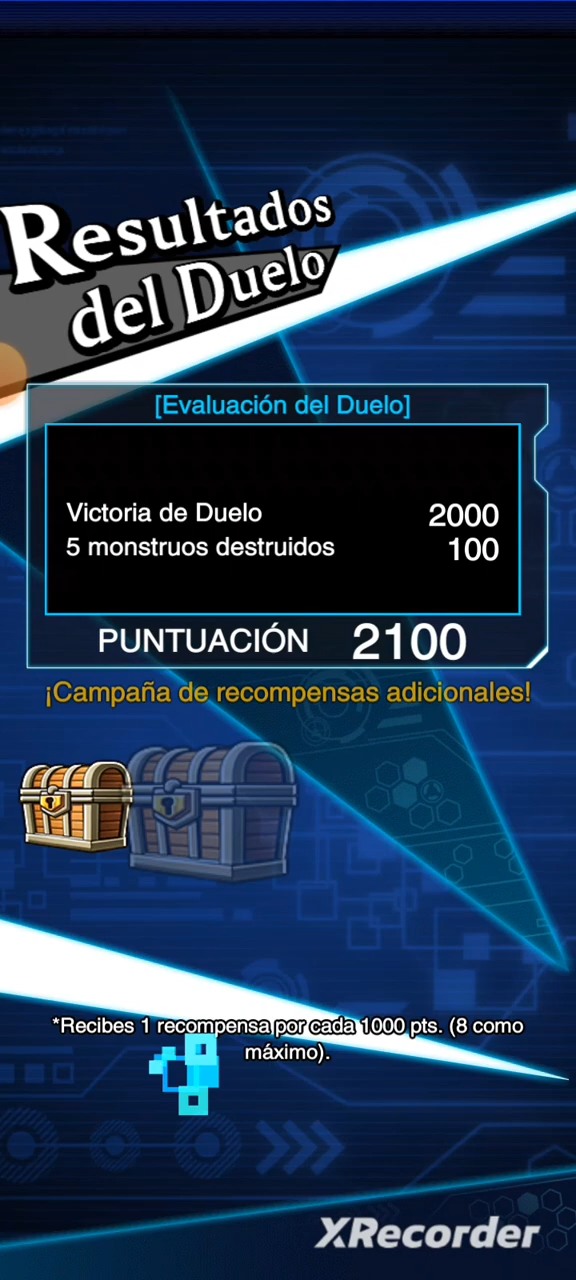 Resultados
del Duelo
[Evaluación del Duelo]
Victoria de Duelo 2000
5 monstruos destruidos 100
PUNTUACIÓN 2100
¡Campaña de recompensas adicionales!
*Recibes 1 recompensa por cada 1000 pts. (8 como
máximo).
XRecorder